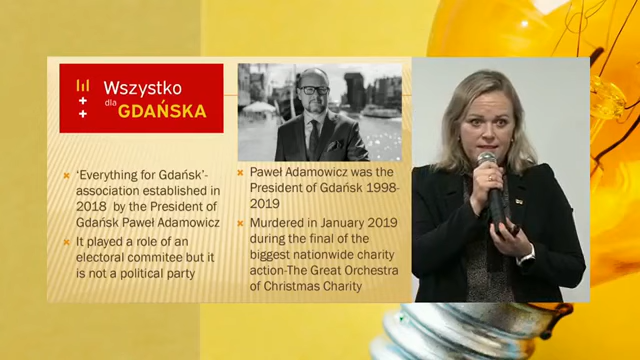 Wszystko
dla
GDAŃSKA
'Everything for Gdańsk'-
association established in
2018 by the President of
Gdańsk Paweł Adamowicz
It played a role of an
electoral commitee but it
is not a political party
Paweł Adamowicz was the
President of Gdańsk 1998-
2019
Murdered in January 2019
during the final of the
biggest nationwide charity
action-The Great Orchestra
of Christmas Charity